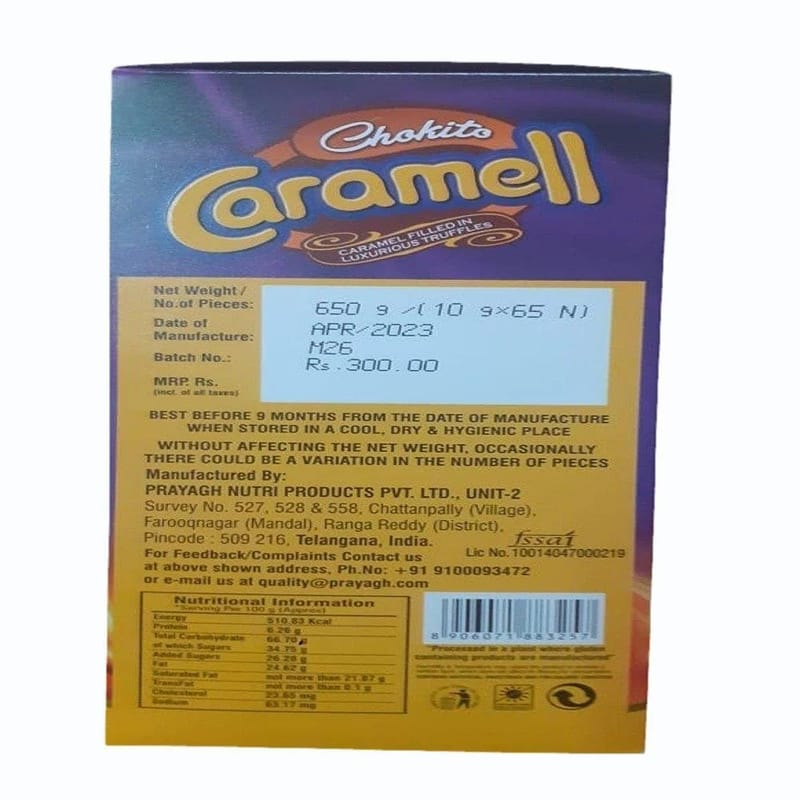 Chokito
Caramell
CARAMEL FILLED IN
LUXURIOUS TRUFFLES
Net Weight /
No.of Pieces:
650 g /(10 g×65 N)
Date of
Manufacture:
APR/2023
Batch No.:
M26
MRP. Rs.
(incl. of all taxes)
Rs.300.00
BEST BEFORE 9 MONTHS FROM THE DATE OF MANUFACTURE
WHEN STORED IN A COOL, DRY & HYGIENIC PLACE
WITHOUT AFFECTING THE NET WEIGHT, OCCASIONALLY
THERE COULD BE A VARIATION IN THE NUMBER OF PIECES
Manufactured By:
PRAYAGH NUTRI PRODUCTS PVT. LTD., UNIT-2
Survey No. 527, 528 & 558, Chattanpally (Village),
Farooqnagar (Mandal), Ranga Reddy (District),
Pincode : 509 216, Telangana, India.
fssai
Lic No. 10014047000219
For Feedback/Complaints Contact us
at above shown address, Ph.No: +91 9100093472
or e-mail us at quality@prayagh.com
Nutritional Information
*Serving Per 100 g (Approx)
Energy 510.83 Kcal
Protein 6.26 g
Total Carbohydrate 66.70 g
of which Sugars 34.75 g
Added Sugars 26.28 g
Fat 24.62 g
Saturated Fat not more than 21.87 g
TransFat not more than 0.1 g
Cholesterol 23.65 mg
Sodium 63.17 mg
8 906071 883257
"Processed in a plant where gluten
containing products are manufactured"